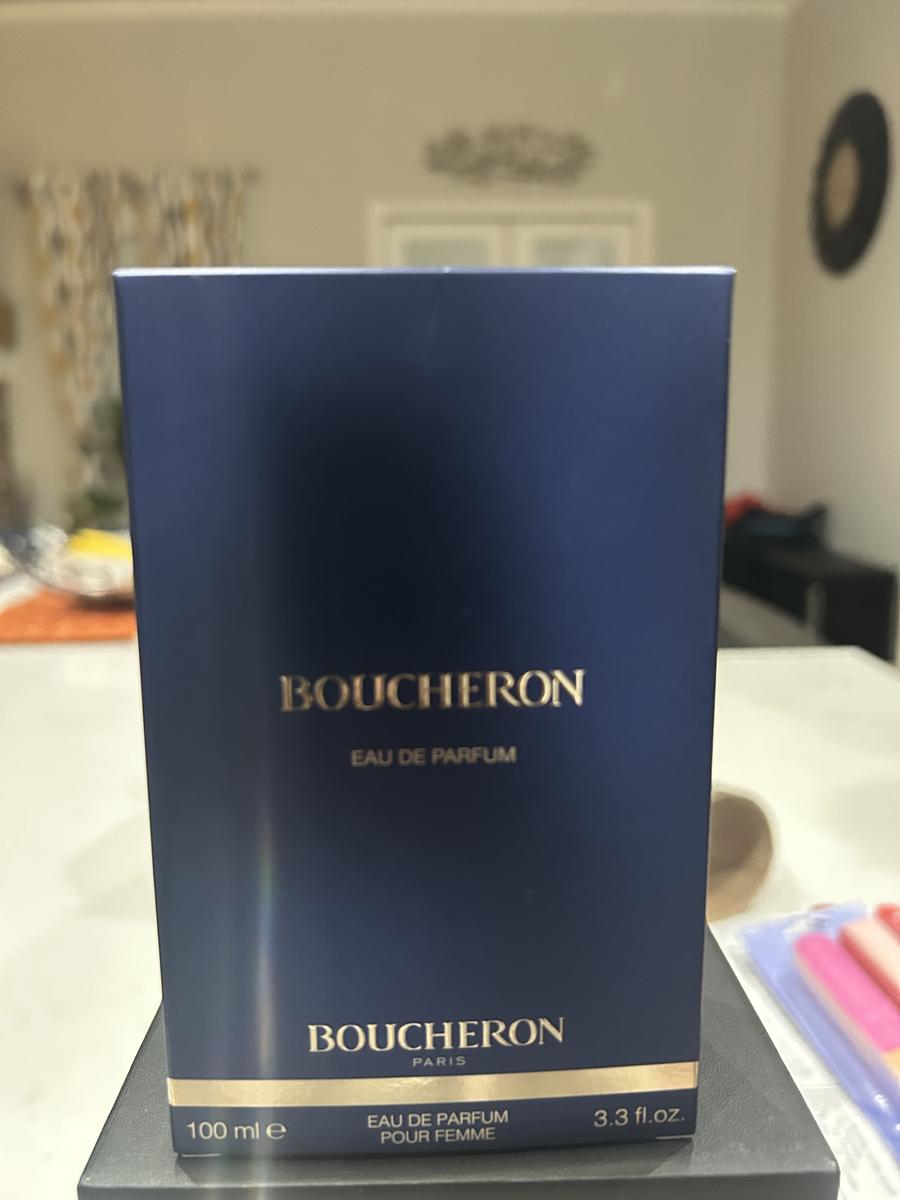 BOUCHERON
EAU DE PARFUM
BOUCHERON
PARIS
100 ml ℮
EAU DE PARFUM
POUR FEMME
3.3 fl.oz.